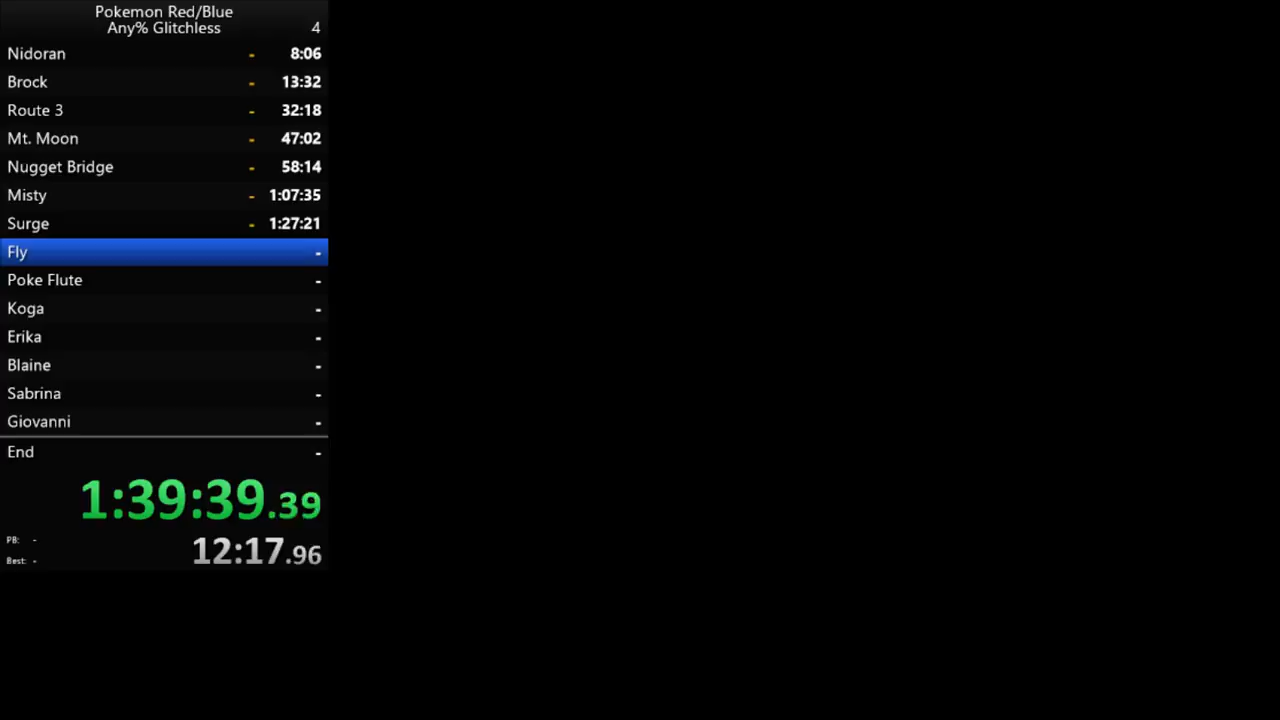 Pokemon Red/Blue
Any% Glitchless 4
Nidoran - 8:06
Brock - 13:32
Route 3 - 32:18
Mt. Moon - 47:02
Nugget Bridge - 58:14
Misty - 1:07:35
Surge - 1:27:21
Fly -
Poke Flute -
Koga -
Erika -
Blaine -
Sabrina -
Giovanni -
End -
1:39:39.39
PB: - 12:17.96
Best: -